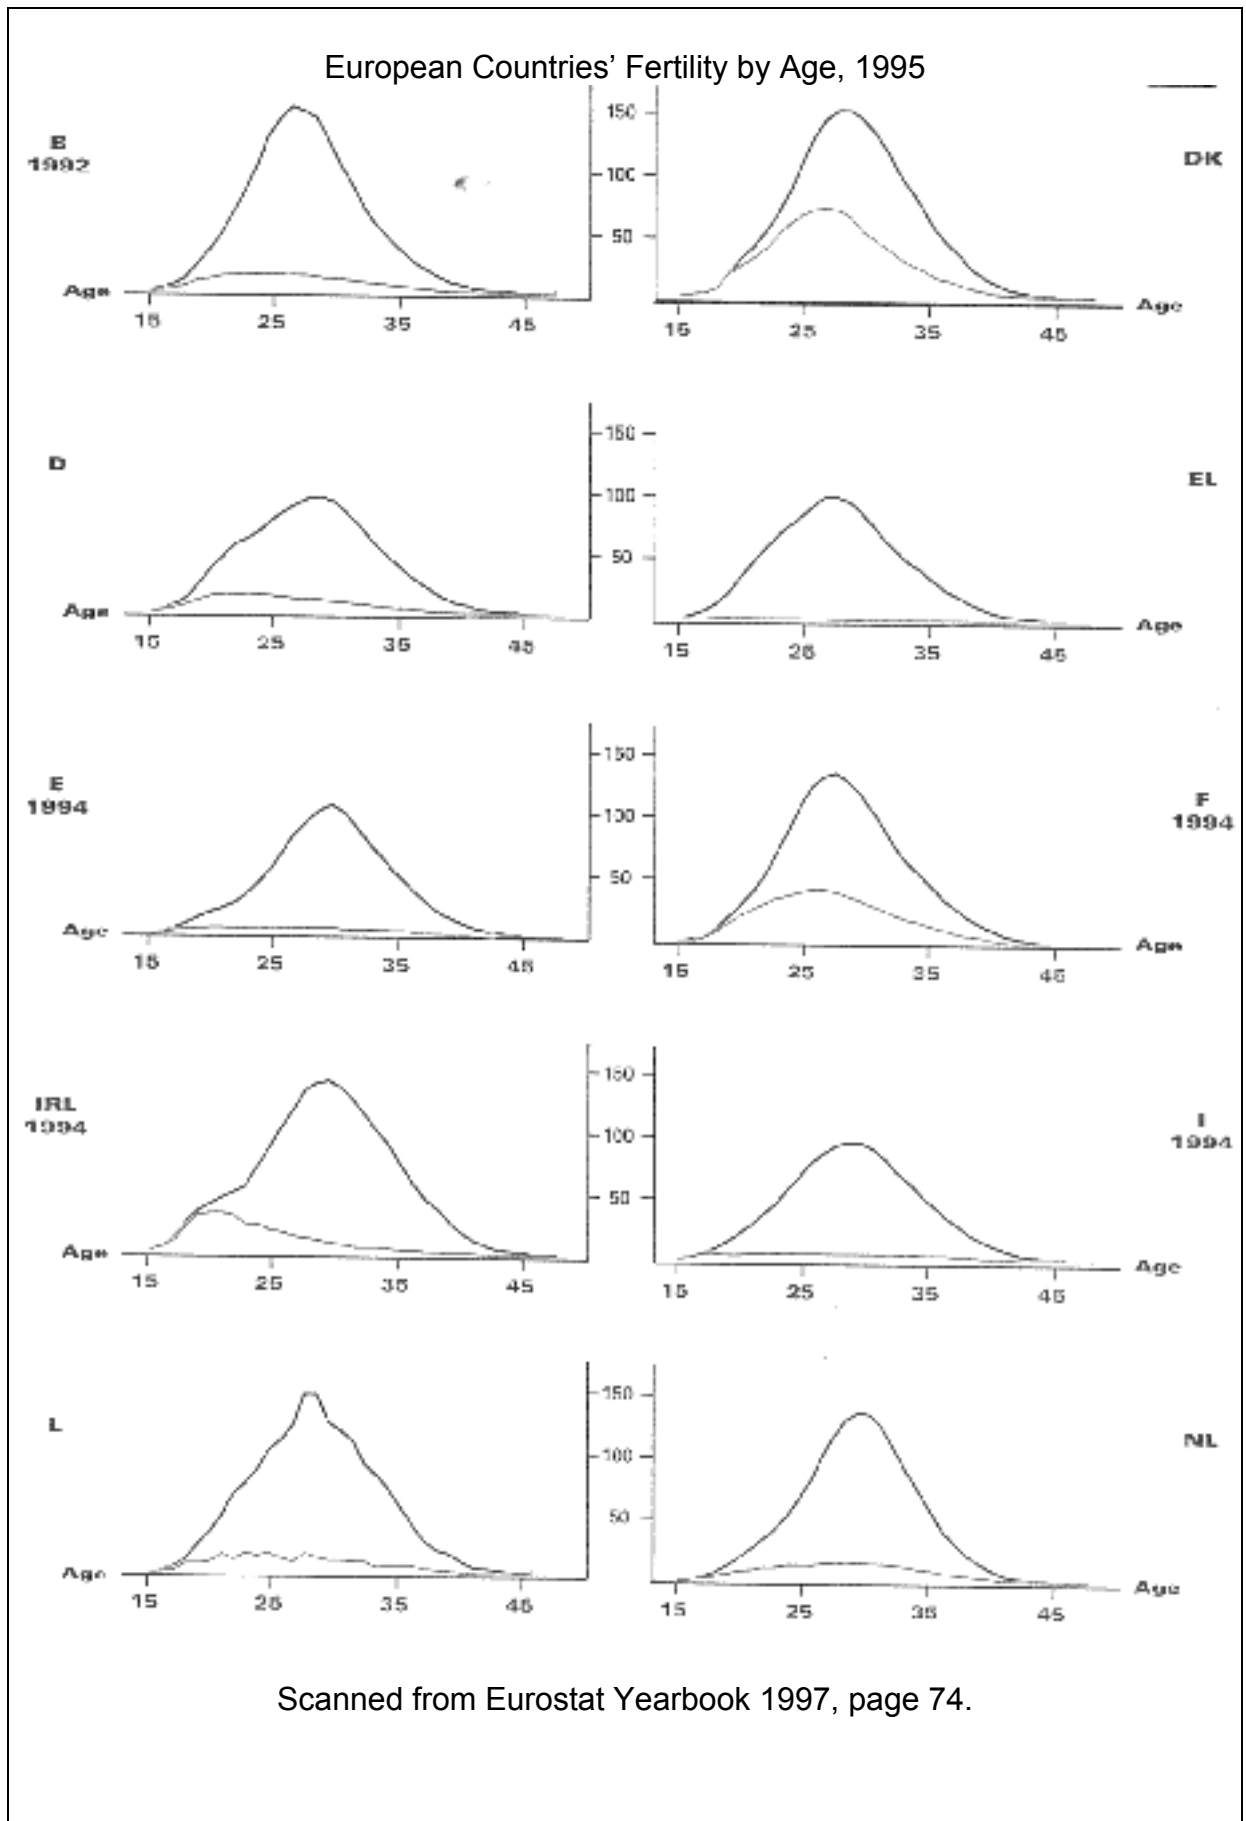 European Countries' Fertility by Age, 1995
B
1992
150
100
50
DK
Age
15 25 35 45
15 25 35 45
Age
D
150
100
50
EL
Age
15 25 35 45
15 25 35 45
Age
E
1994
150
100
50
F
1994
Age
15 25 35 45
15 25 35 45
Age
IRL
1994
150
100
50
I
1994
Age
15 25 35 45
15 25 35 45
Age
L
150
100
50
NL
Age
15 25 35 45
15 25 35 45
Age
Scanned from Eurostat Yearbook 1997, page 74.